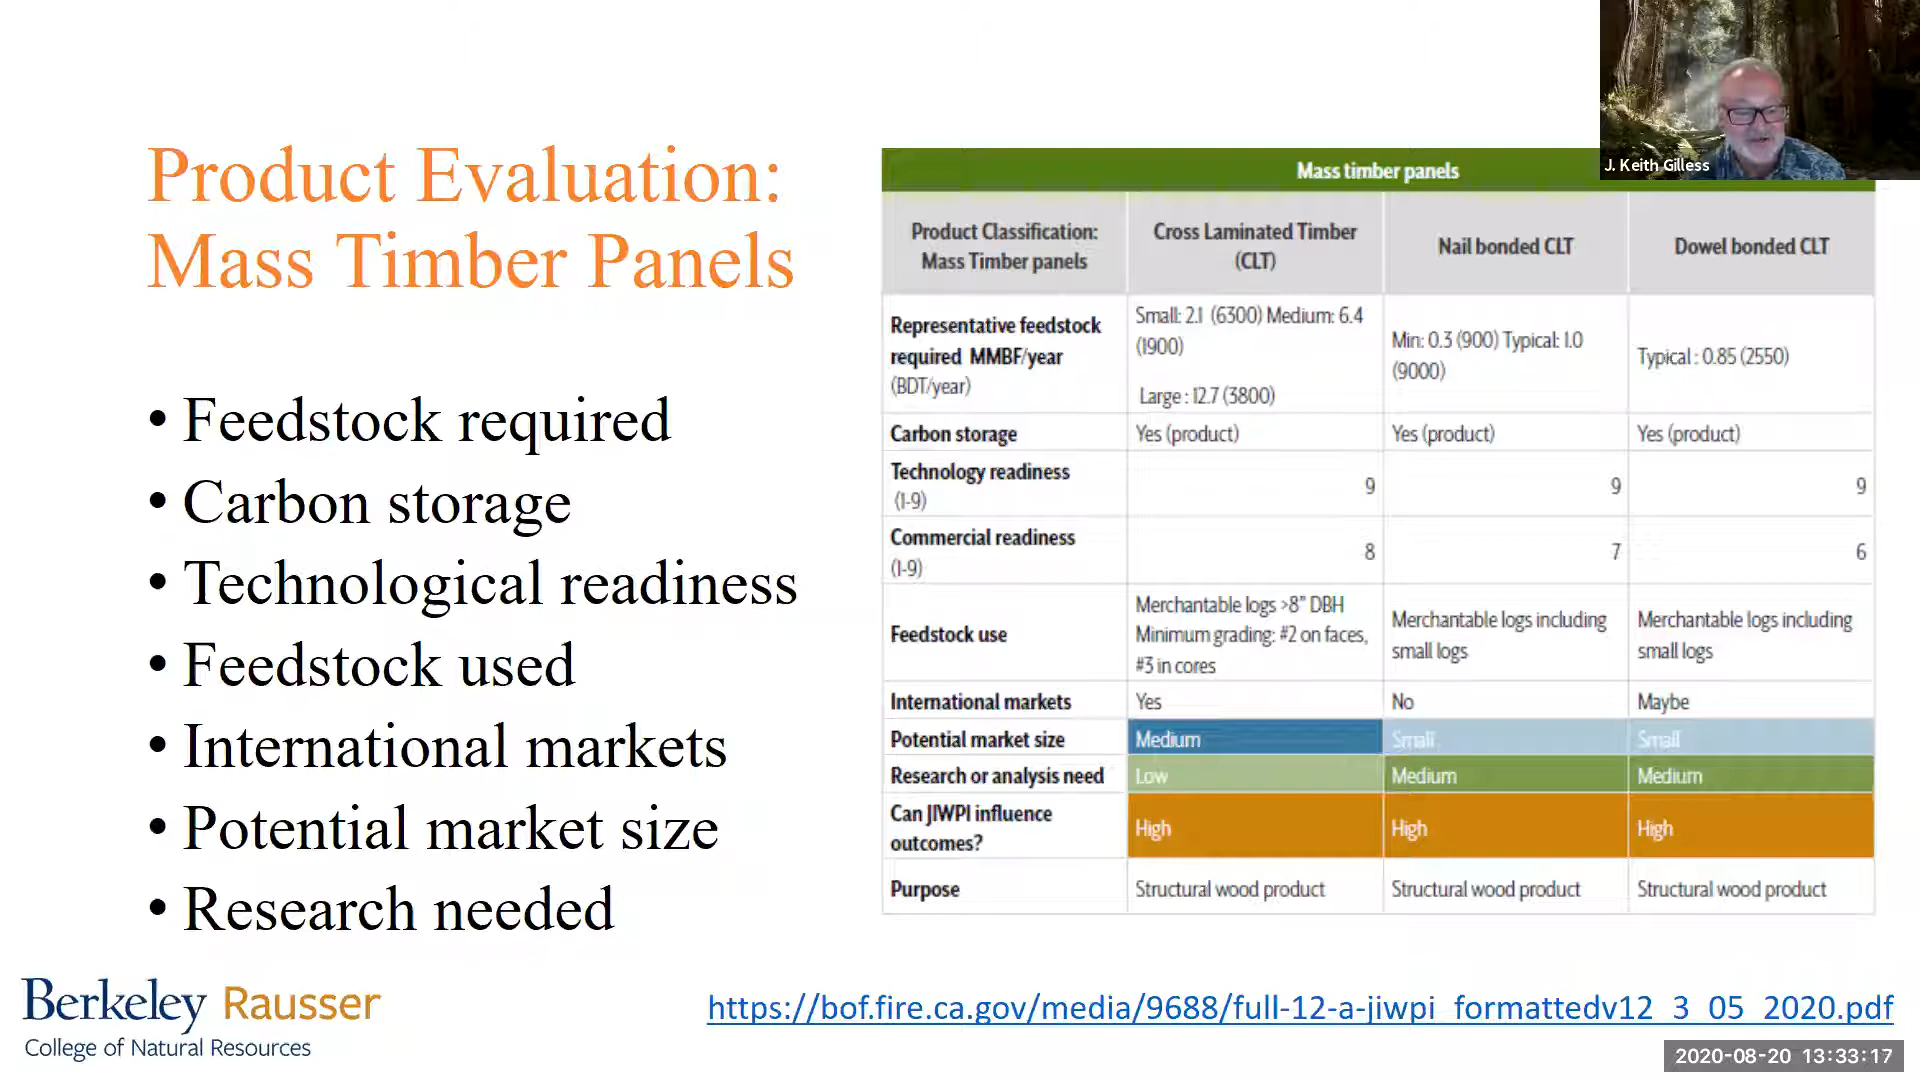 Product Evaluation:
Mass Timber Panels
• Feedstock required
• Carbon storage
• Technological readiness
• Feedstock used
• International markets
• Potential market size
• Research needed
J. Keith Gilless
Mass timber panels
Product Classification:
Mass Timber panels
Cross Laminated Timber
(CLT)
Nail bonded CLT
Dowel bonded CLT
Representative feedstock
required MMBF/year
(BDT/year)
Small: 2.1 (6300) Medium: 6.4
(1900)
Large : 12.7 (3800)
Min: 0.3 (900) Typical: 1.0
(9000)
Typical : 0.85 (2550)
Carbon storage
Yes (product)
Yes (product)
Yes (product)
Technology readiness
(1-9)
9
9
9
Commercial readiness
(1-9)
8
7
6
Feedstock use
Merchantable logs >8” DBH
Minimum grading: #2 on faces,
#3 in cores
Merchantable logs including
small logs
Merchantable logs including
small logs
International markets
Yes
No
Maybe
Potential market size
Medium
Small
Small
Research or analysis need
Low
Medium
Medium
Can JIWPI influence
outcomes?
High
High
High
Purpose
Structural wood product
Structural wood product
Structural wood product
Berkeley Rausser
College of Natural Resources
https://bof.fire.ca.gov/media/9688/full-12-a-jiwpi_formattedv12_3_05_2020.pdf
2020-08-20 13:33:17